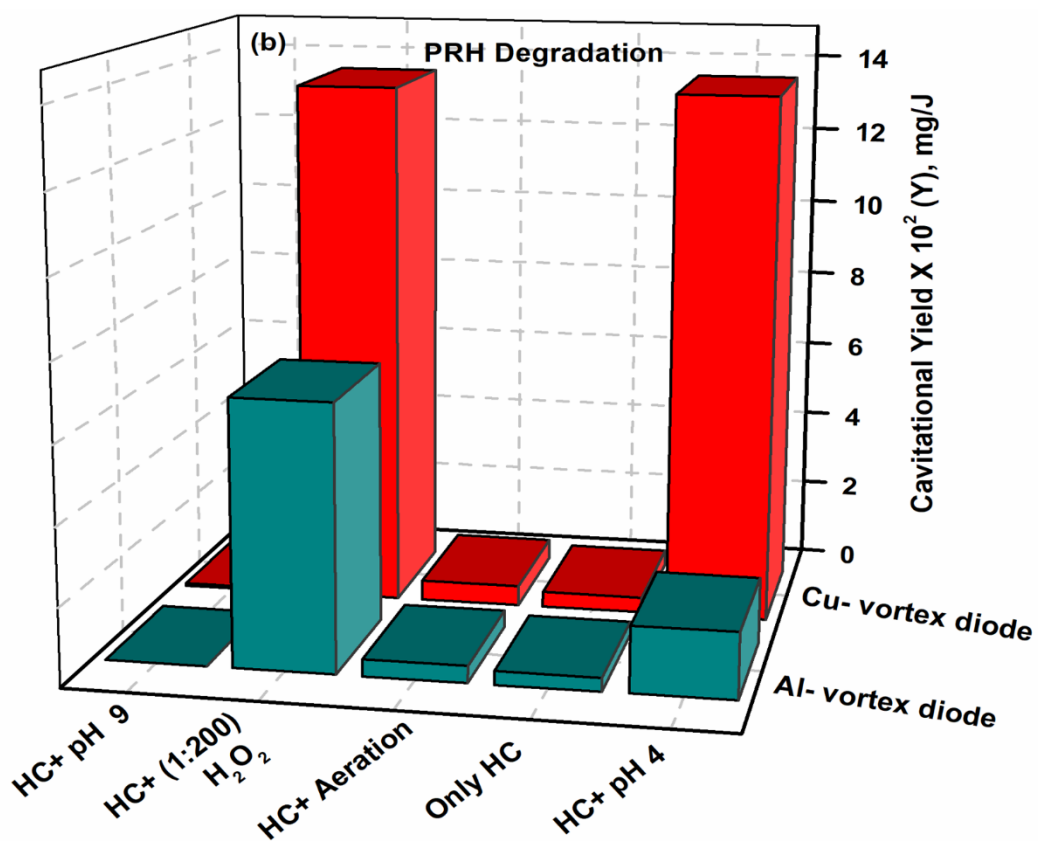 (b)
PRH Degradation
14
12
10
8
6
4
2
0
Cavitational Yield X 10² (Y), mg/J
Cu- vortex diode
Al- vortex diode
HC+ pH 9
HC+ (1:200)
H₂O₂
HC+ Aeration
Only HC
HC+ pH 4